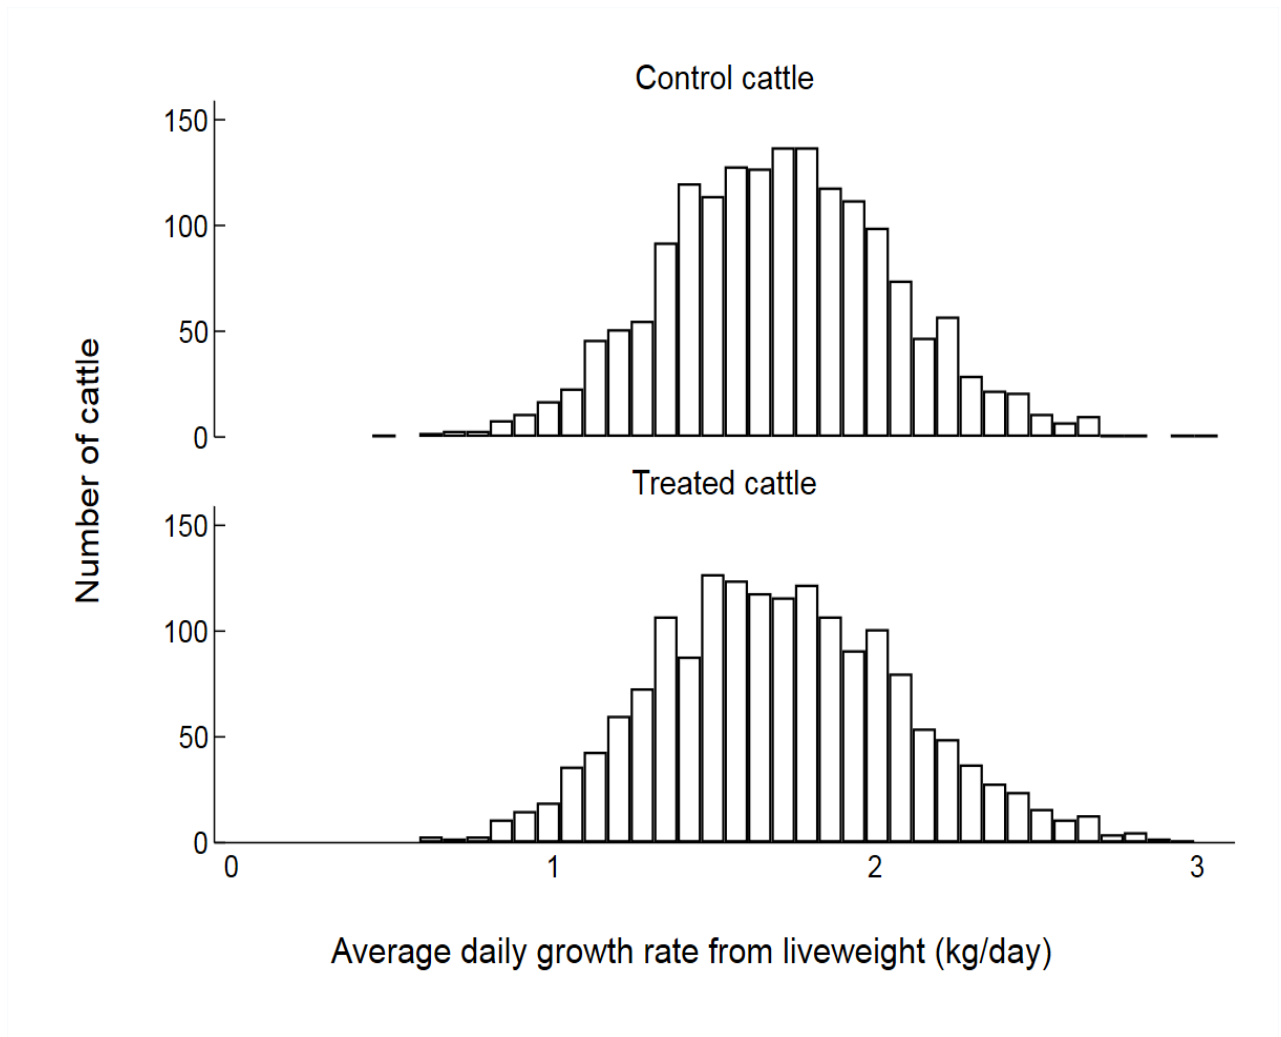 Control cattle
150
100
50
0
Number of cattle
Treated cattle
150
100
50
0
0 1 2 3
Average daily growth rate from liveweight (kg/day)